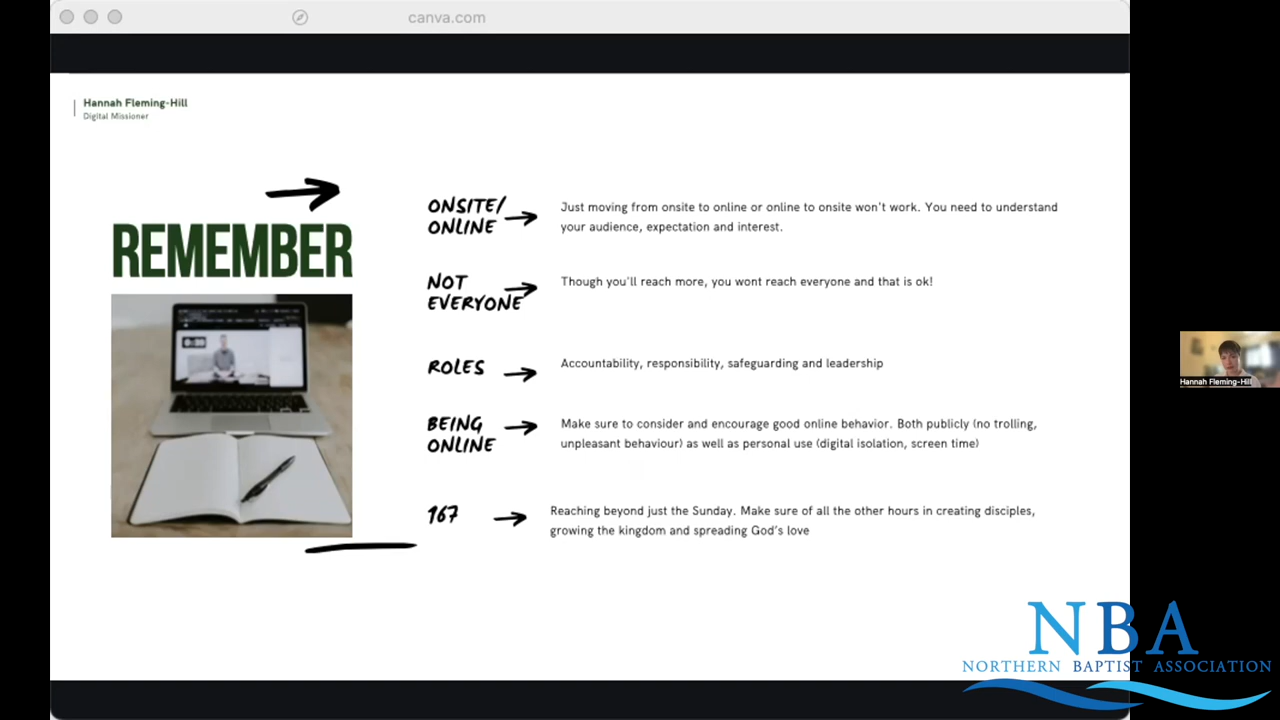 canva.com
Hannah Fleming-Hill
Digital Missioner
REMEMBER
ONSITE/
ONLINE
Just moving from onsite to online or online to onsite won't work. You need to understand
your audience, expectation and interest.
NOT
EVERYONE
Though you'll reach more, you wont reach everyone and that is ok!
ROLES
Accountability, responsibility, safeguarding and leadership
BEING
ONLINE
Make sure to consider and encourage good online behavior. Both publicly (no trolling,
unpleasant behaviour) as well as personal use (digital isolation, screen time)
167
Reaching beyond just the Sunday. Make sure of all the other hours in creating disciples,
growing the kingdom and spreading God's love
Hannah Fleming-Hill
NBA
NORTHERN BAPTIST ASSOCIATION